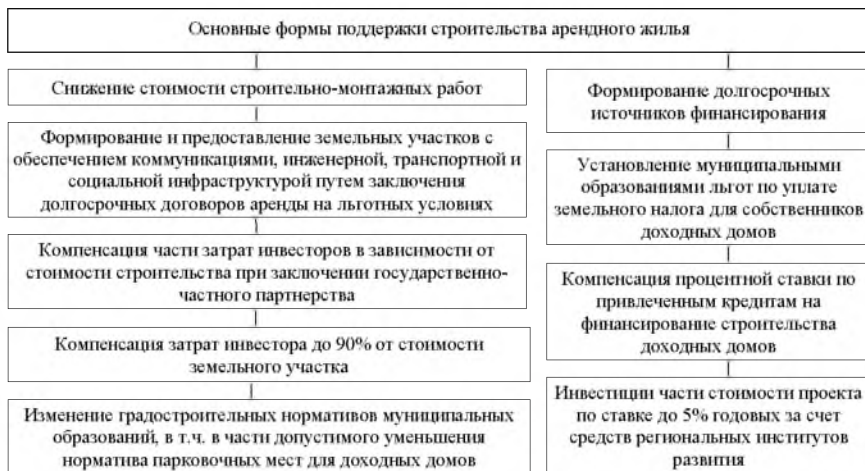 Основные формы поддержки строительства арендного жилья
Снижение стоимости строительно-монтажных работ
Формирование и предоставление земельных участков с
обеспечением коммуникациями, инженерной, транспортной и
социальной инфраструктурой путем заключения
долгосрочных договоров аренды на льготных условиях
Компенсация части затрат инвесторов в зависимости от
стоимости строительства при заключении государственно-
частного партнерства
Компенсация затрат инвестора до 90% от стоимости
земельного участка
Изменение градостроительных нормативов муниципальных
образований, в т.ч. в части допустимого уменьшения
норматива парковочных мест для доходных домов
Формирование долгосрочных
источников финансирования
Установление муниципальными
образованиями льгот по уплате
земельного налога для собственников
доходных домов
Компенсация процентной ставки по
привлеченным кредитам на
финансирование строительства
доходных домов
Инвестиции части стоимости проекта
по ставке до 5% годовых за счет
средств региональных институтов
развития